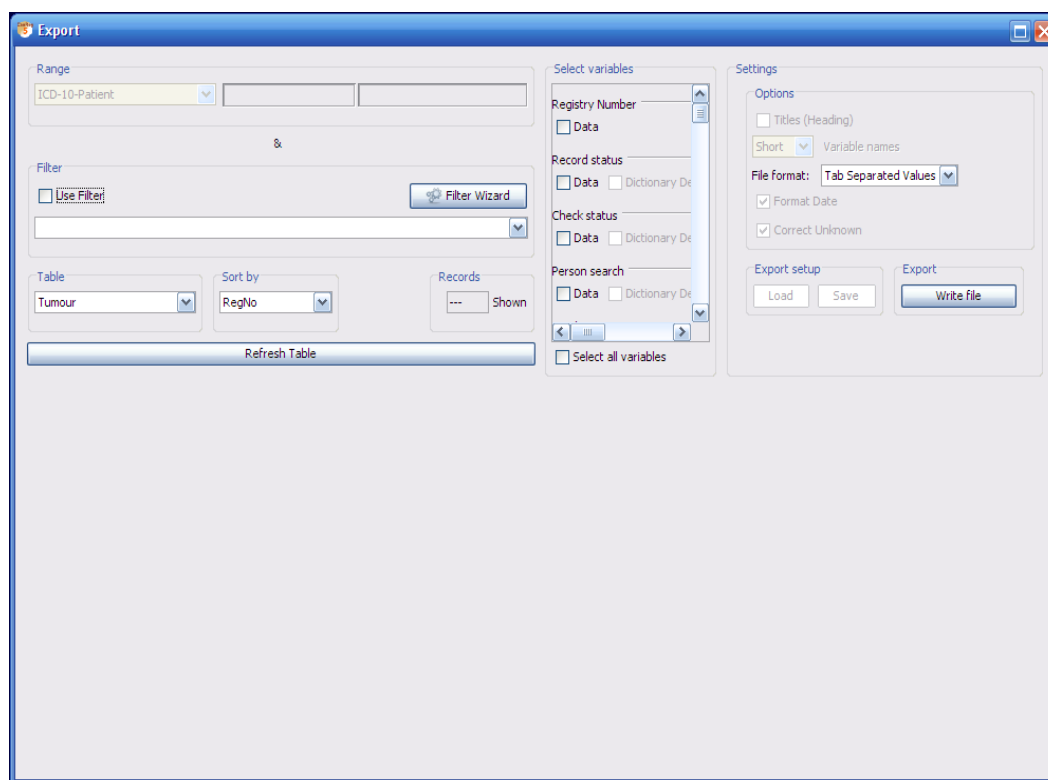 Export
Range
ICD-10-Patient
&
Filter
Use Filter
Filter Wizard
Table
Tumour
Sort by
RegNo
Records
--- Shown
Refresh Table
Select variables
Registry Number
Data
Record status
Data Dictionary De
Check status
Data Dictionary De
Person search
Data Dictionary De
Select all variables
Settings
Options
Titles (Heading)
Short Variable names
File format: Tab Separated Values
Format Date
Correct Unknown
Export setup
Load Save
Export
Write file